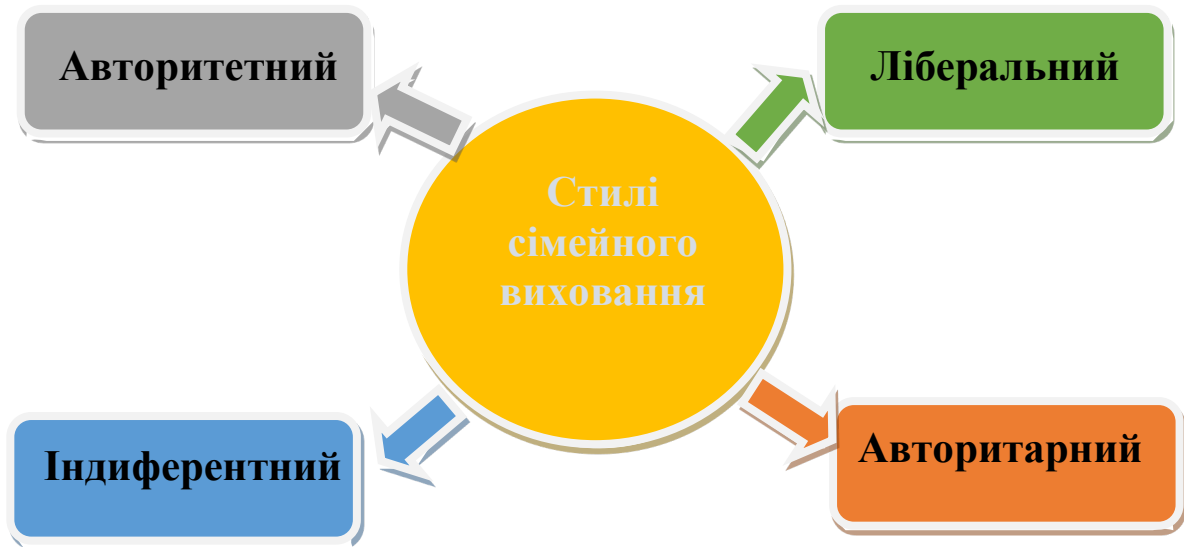 Авторитетний
Ліберальний
Стилі
сімейного
виховання
Індиферентний
Авторитарний